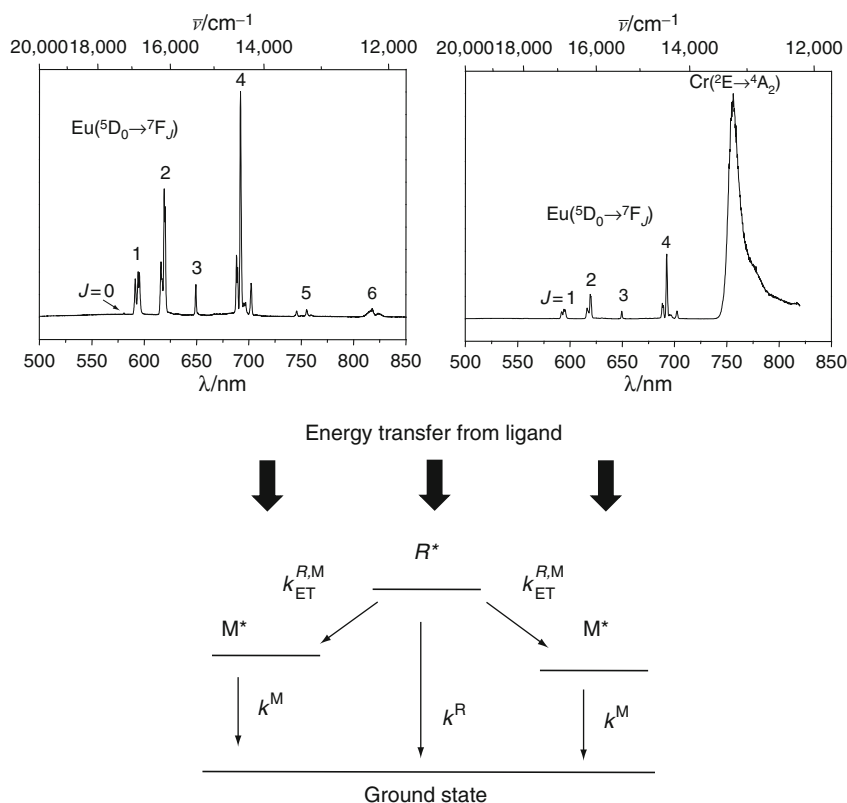 ν̅/cm⁻¹
20,000 18,000 16,000 14,000 12,000
Eu(⁵D₀→⁷F_J)
J=0
1
2
3
4
5
6
500 550 600 650 700 750 800 850
λ/nm
ν̅/cm⁻¹
20,000 18,000 16,000 14,000 12,000
Cr(²E→⁴A₂)
Eu(⁵D₀→⁷F_J)
J=1
2
3
4
500 550 600 650 700 750 800 850
λ/nm
Energy transfer from ligand
R*
k_ET^R,M k_ET^R,M
M* M*
k^M k^R k^M
Ground state